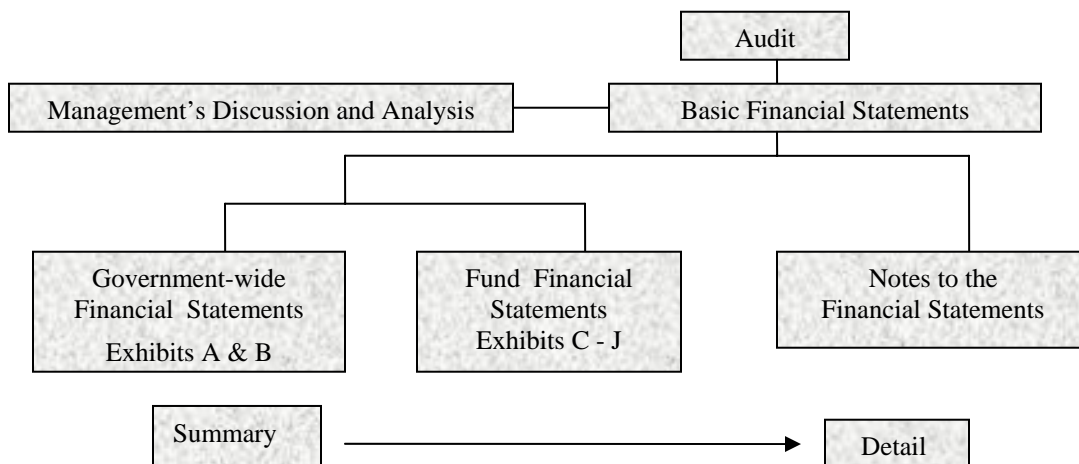 Audit
Management's Discussion and Analysis
Basic Financial Statements
Government-wide
Financial Statements
Exhibits A & B
Fund Financial
Statements
Exhibits C - J
Notes to the
Financial Statements
Summary
Detail